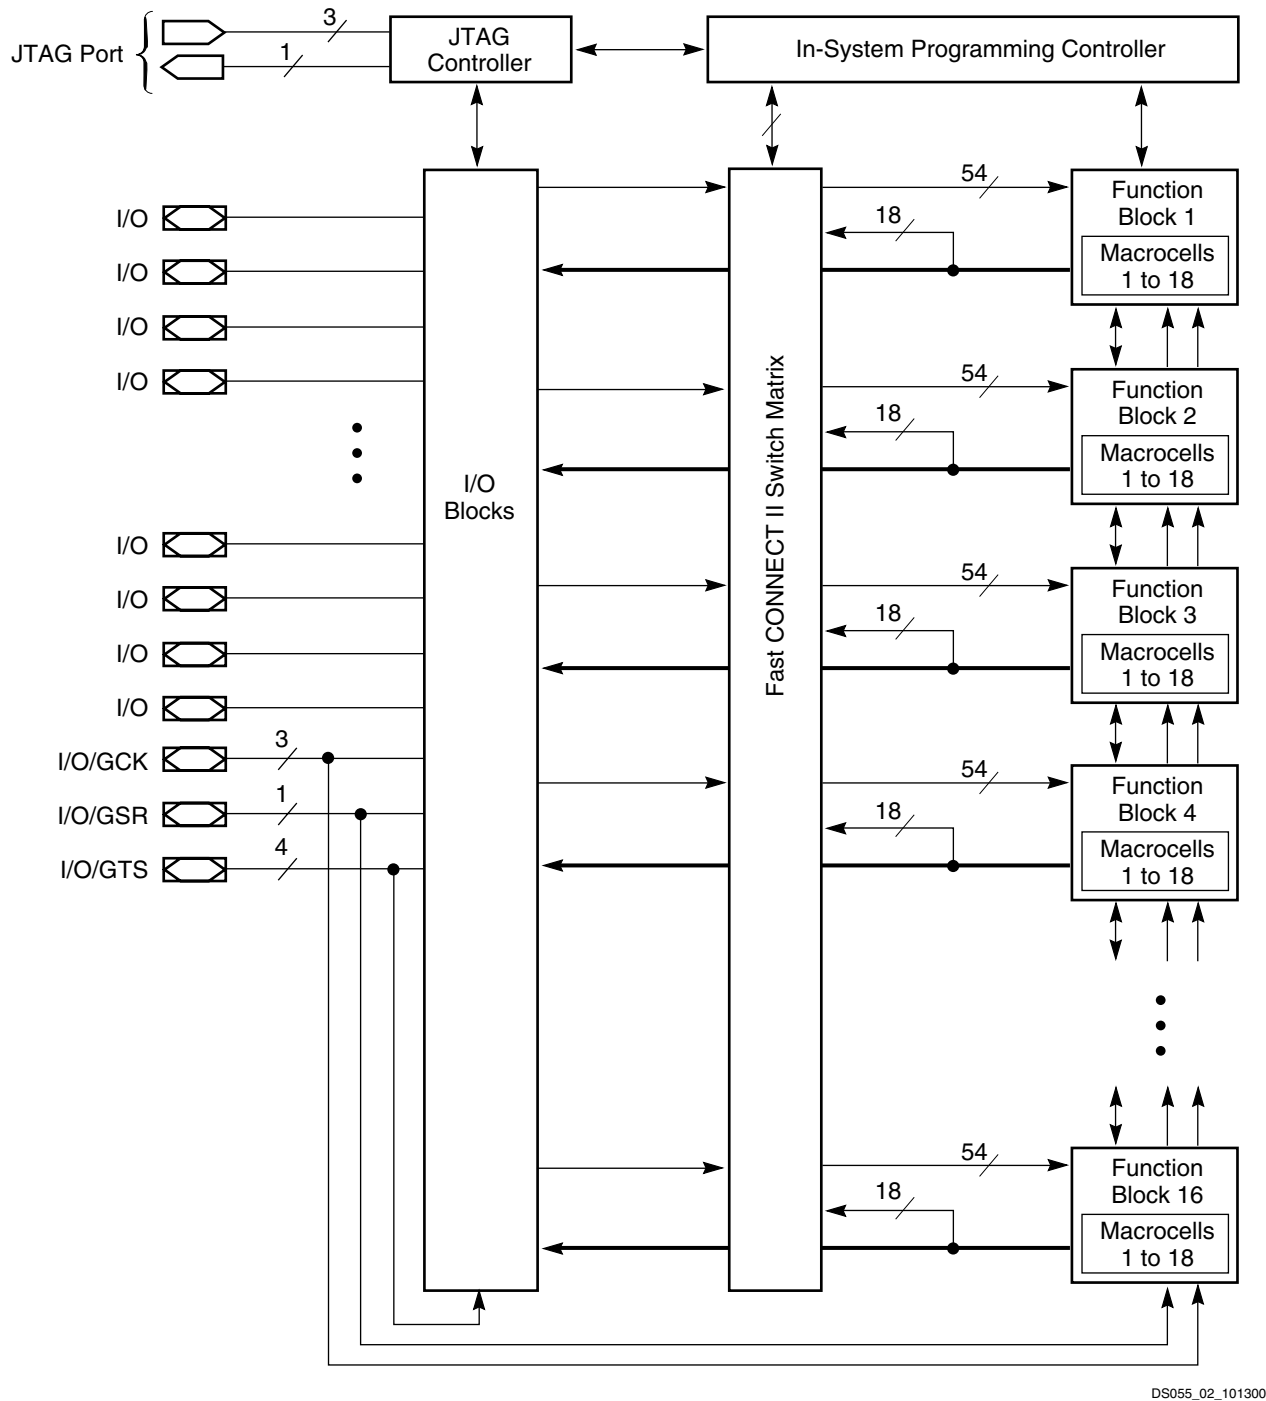 3
JTAG Port
1
JTAG
Controller
In-System Programming Controller
54
Function
Block 1
18
Macrocells
1 to 18
I/O
I/O
I/O
I/O
54
Function
Block 2
18
Macrocells
1 to 18
I/O
Blocks
Fast CONNECT II Switch Matrix
I/O
I/O
I/O
I/O
54
Function
Block 3
18
Macrocells
1 to 18
3
I/O/GCK
1
I/O/GSR
4
I/O/GTS
54
Function
Block 4
18
Macrocells
1 to 18
54
Function
Block 16
18
Macrocells
1 to 18
DS055_02_101300